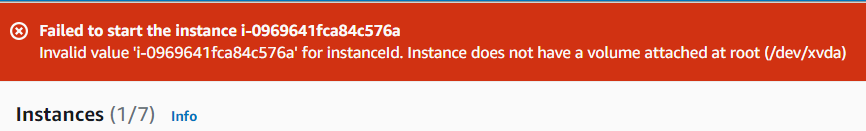 Failed to start the instance i-0969641fca84c576a
Invalid value 'i-0969641fca84c576a' for instanceId. Instance does not have a volume attached at root (/dev/xvda)
Instances (1/7) Info